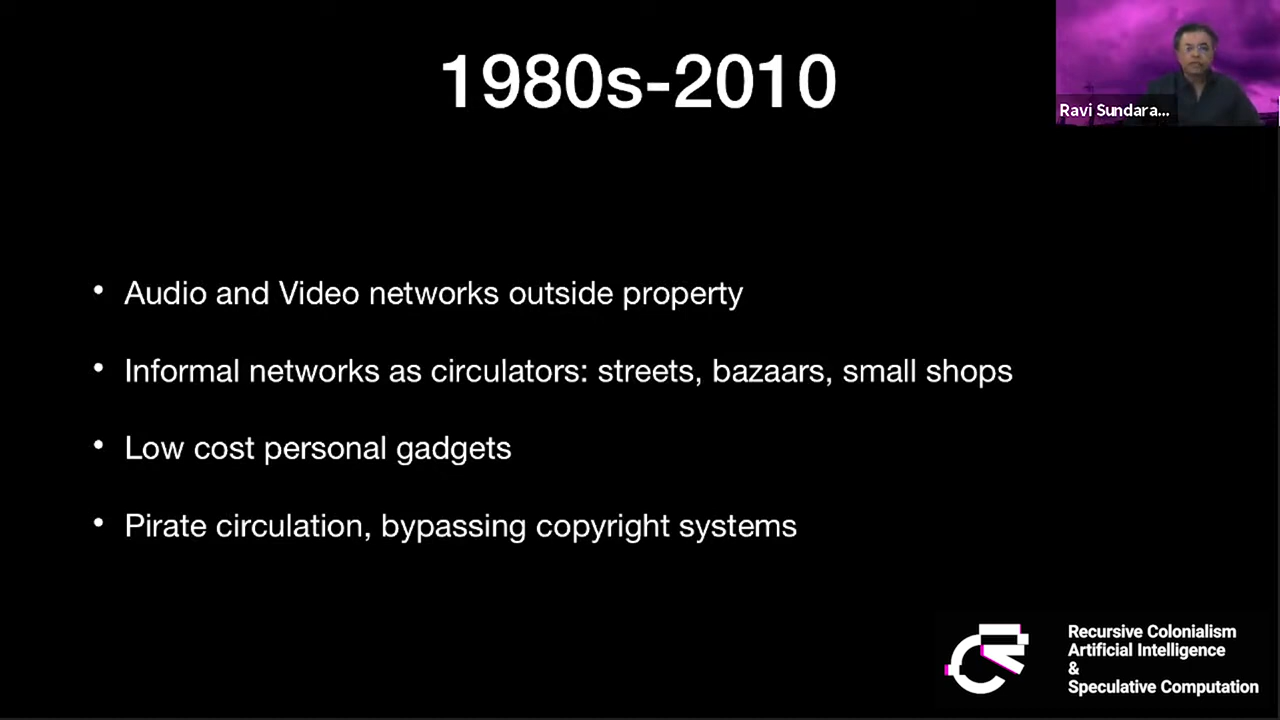 1980s-2010
Ravi Sundara...
• Audio and Video networks outside property
• Informal networks as circulators: streets, bazaars, small shops
• Low cost personal gadgets
• Pirate circulation, bypassing copyright systems
Recursive Colonialism
Artificial Intelligence
&
Speculative Computation